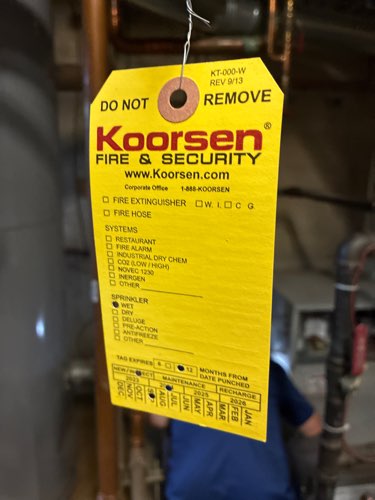 KT-000-W
REV 9/13
DO NOT REMOVE
Koorsen®
FIRE & SECURITY
www.Koorsen.com
Corporate Office 1-888-KOORSEN
FIRE EXTINGUISHER W. I. C G
FIRE HOSE
SYSTEMS
RESTAURANT
FIRE ALARM
INDUSTRIAL DRY CHEM
CO2 (LOW / HIGH)
NOVEC 1230
INERGEN
OTHER
SPRINKLER
WET
DRY
DELUGE
PRE-ACTION
ANTIFREEZE
OTHER
TAG EXPIRES 6 12 MONTHS FROM
DATE PUNCHED
NEW/ CT MAINTENANCE RECHARGE
2023 2025 2026
DEC NOV OCT AUG JUL JUN MAY APR MAR FEB JAN